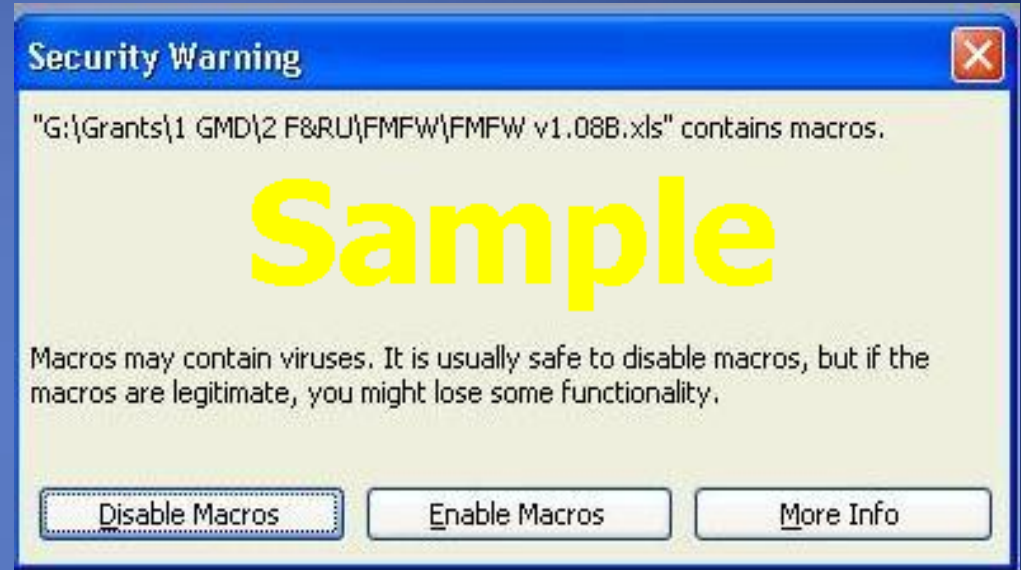 Security Warning
"G:\Grants\1 GMD\2 F&RU\FMFW\FMFW v1.08B.xls" contains macros.
Sample
Macros may contain viruses. It is usually safe to disable macros, but if the
macros are legitimate, you might lose some functionality.
Disable Macros Enable Macros More Info